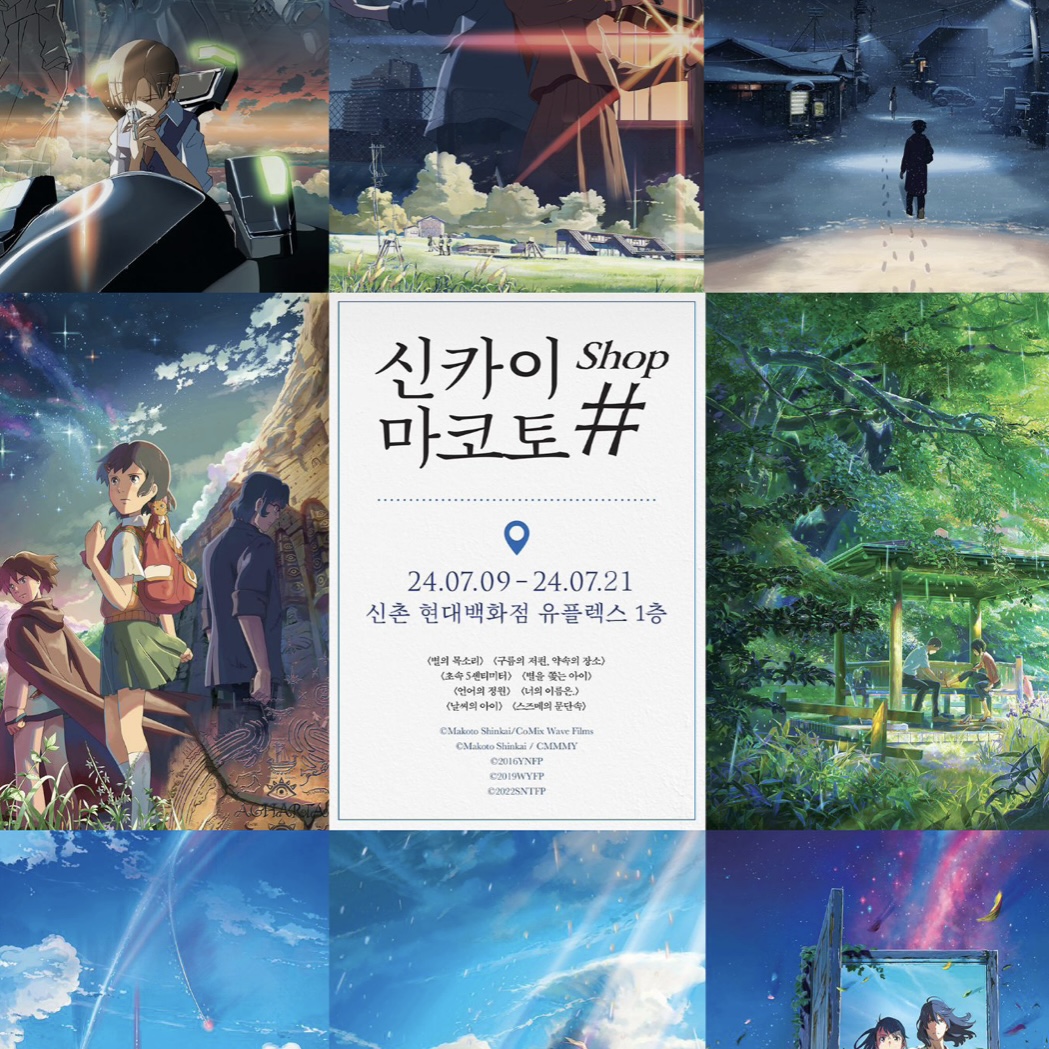 신카이 Shop
마코토 #
24.07.09 - 24.07.21
신촌 현대백화점 유플렉스 1층
《별의 목소리》 《구름의 저편, 약속의 장소》
《초속 5센티미터》 《별을 쫓는 아이》
《언어의 정원》 《너의 이름은.》
《날씨의 아이》 《스즈메의 문단속》
©Makoto Shinkai/CoMix Wave Films
©Makoto Shinkai / CMMMY
©2016YNFP
©2019WYFP
©2022SNTFP
AGHARTA